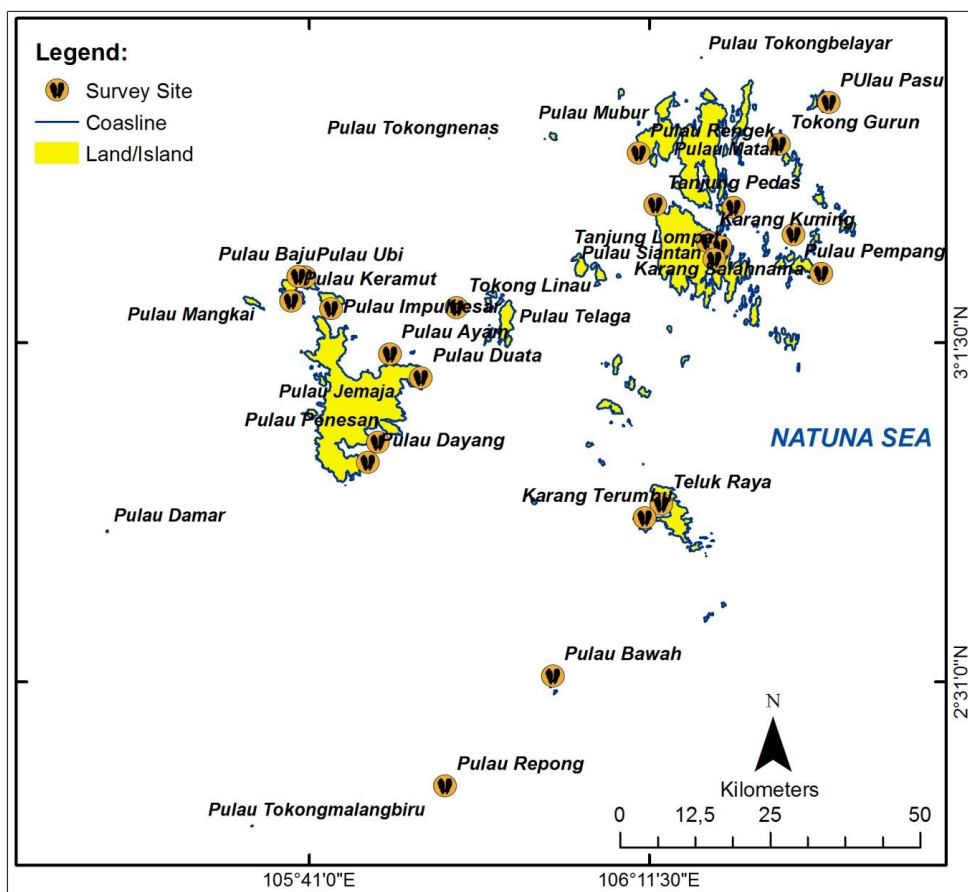 Legend:
Survey Site
Coasline
Land/Island
Pulau Tokongbelayar
PUlau Pasu
Pulau Mubur
Tokong Gurun
Pulau Tokongnenas
Pulau Rengek
Pulau Matak
Tanjung Pedas
Karang Kuning
Tanjung Lompat
Pulau Baju
Pulau Ubi
Pulau Siantan
Pulau Pempang
Karang Salahnama
Pulau Keramut
Tokong Linau
Pulau Mangkai
Pulau Impul
Pulau Telaga
Pulau Ayam
3°1'30"N
Pulau Duata
Pulau Jemaja
Pulau Penesan
NATUNA SEA
Pulau Dayang
Teluk Raya
Karang Terumbu
Pulau Damar
Pulau Bawah
2°31'0"N
N
Pulau Repong
Kilometers
Pulau Tokongmalangbiru
0 12,5 25 50
105°41'0"E 106°11'30"E